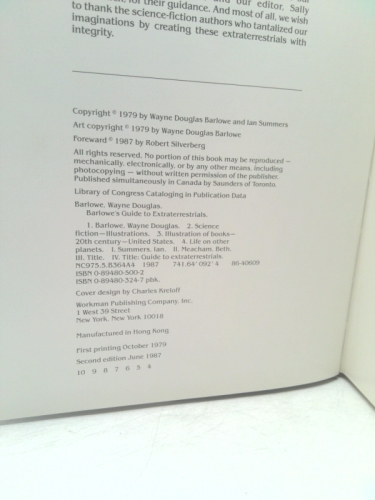 our editor, Sally
for their guidance. And most of all, we wish
to thank the science-fiction authors who tantalized our
imaginations by creating these extraterrestrials with
integrity.
Copyright © 1979 by Wayne Douglas Barlowe and Ian Summers
Art copyright © 1979 by Wayne Douglas Barlowe
Foreward © 1987 by Robert Silverberg
All rights reserved. No portion of this book may be reproduced —
mechanically, electronically, or by any other means, including
photocopying — without written permission of the publisher.
Published simultaneously in Canada by Saunders of Toronto.
Library of Congress Cataloging in Publication Data
Barlowe, Wayne Douglas.
Barlowe's Guide to Extraterrestrials.
1. Barlowe, Wayne Douglas. 2. Science
fiction—Illustrations. 3. Illustration of books—
20th century—United States. 4. Life on other
planets. I. Summers, Ian. II. Meacham, Beth.
III. Title. IV. Title: Guide to extraterrestrials.
NC975.5.B364A4 1987 741.64'092'4 86-40609
ISBN 0-89480-500-2
ISBN 0-89480-324-7 pbk.
Cover design by Charles Kreloff
Workman Publishing Company, Inc.
1 West 39 Street
New York, New York 10018
Manufactured in Hong Kong
First printing October 1979
Second edition June 1987
10 9 8 7 6 5 4